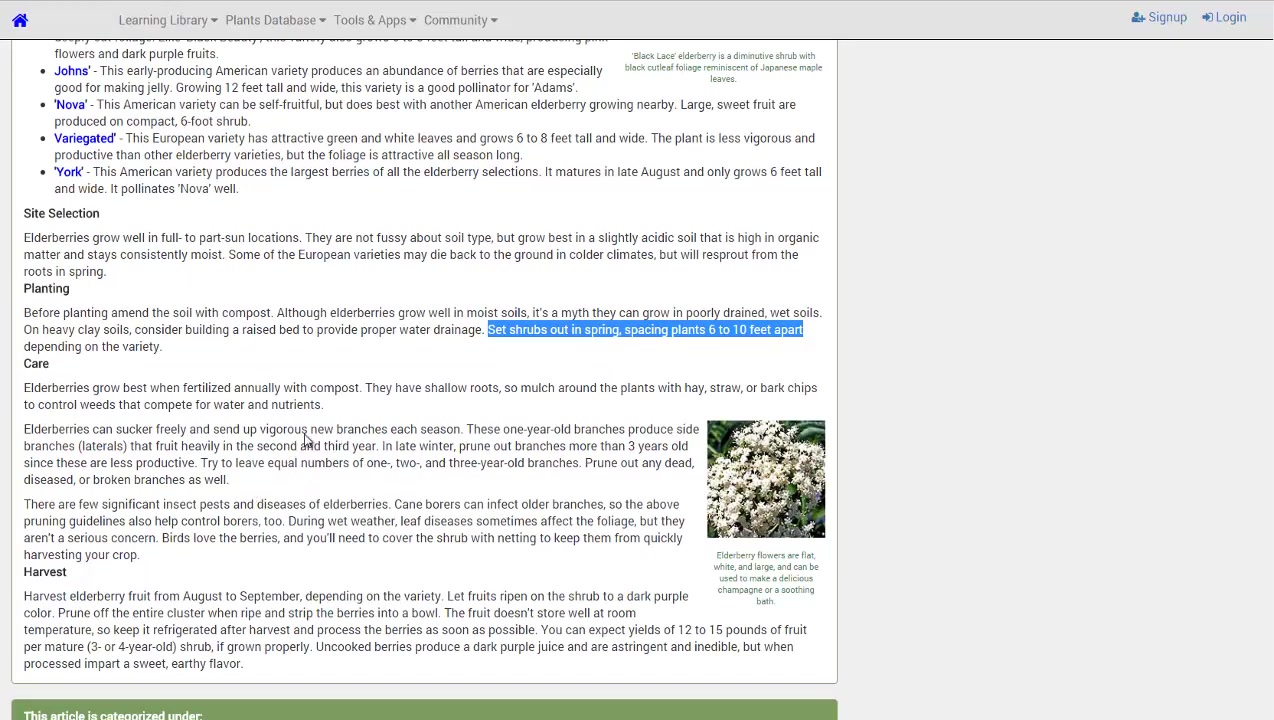 Learning Library Plants Database Tools & Apps Community Signup Login
flowers and dark purple fruits.
'Black Lace' elderberry is a diminutive shrub with
black cutleaf foliage reminiscent of Japanese maple
leaves.
Johns' - This early-producing American variety produces an abundance of berries that are especially
good for making jelly. Growing 12 feet tall and wide, this variety is a good pollinator for 'Adams'.
'Nova' - This American variety can be self-fruitful, but does best with another American elderberry growing nearby. Large, sweet fruit are
produced on compact, 6-foot shrub.
Variegated' - This European variety has attractive green and white leaves and grows 6 to 8 feet tall and wide. The plant is less vigorous and
productive than other elderberry varieties, but the foliage is attractive all season long.
'York' - This American variety produces the largest berries of all the elderberry selections. It matures in late August and only grows 6 feet tall
and wide. It pollinates 'Nova' well.
Site Selection
Elderberries grow well in full- to part-sun locations. They are not fussy about soil type, but grow best in a slightly acidic soil that is high in organic
matter and stays consistently moist. Some of the European varieties may die back to the ground in colder climates, but will resprout from the
roots in spring.
Planting
Before planting amend the soil with compost. Although elderberries grow well in moist soils, it's a myth they can grow in poorly drained, wet soils.
On heavy clay soils, consider building a raised bed to provide proper water drainage. Set shrubs out in spring, spacing plants 6 to 10 feet apart
depending on the variety.
Care
Elderberries grow best when fertilized annually with compost. They have shallow roots, so mulch around the plants with hay, straw, or bark chips
to control weeds that compete for water and nutrients.
Elderberries can sucker freely and send up vigorous new branches each season. These one-year-old branches produce side
branches (laterals) that fruit heavily in the second and third year. In late winter, prune out branches more than 3 years old
since these are less productive. Try to leave equal numbers of one-, two-, and three-year-old branches. Prune out any dead,
diseased, or broken branches as well.
There are few significant insect pests and diseases of elderberries. Cane borers can infect older branches, so the above
pruning guidelines also help control borers, too. During wet weather, leaf diseases sometimes affect the foliage, but they
aren't a serious concern. Birds love the berries, and you'll need to cover the shrub with netting to keep them from quickly
harvesting your crop.
Elderberry flowers are flat,
white, and large, and can be
used to make a delicious
champagne or a soothing
bath.
Harvest
Harvest elderberry fruit from August to September, depending on the variety. Let fruits ripen on the shrub to a dark purple
color. Prune off the entire cluster when ripe and strip the berries into a bowl. The fruit doesn't store well at room
temperature, so keep it refrigerated after harvest and process the berries as soon as possible. You can expect yields of 12 to 15 pounds of fruit
per mature (3- or 4-year-old) shrub, if grown properly. Uncooked berries produce a dark purple juice and are astringent and inedible, but when
processed impart a sweet, earthy flavor.
This article is categorized under: